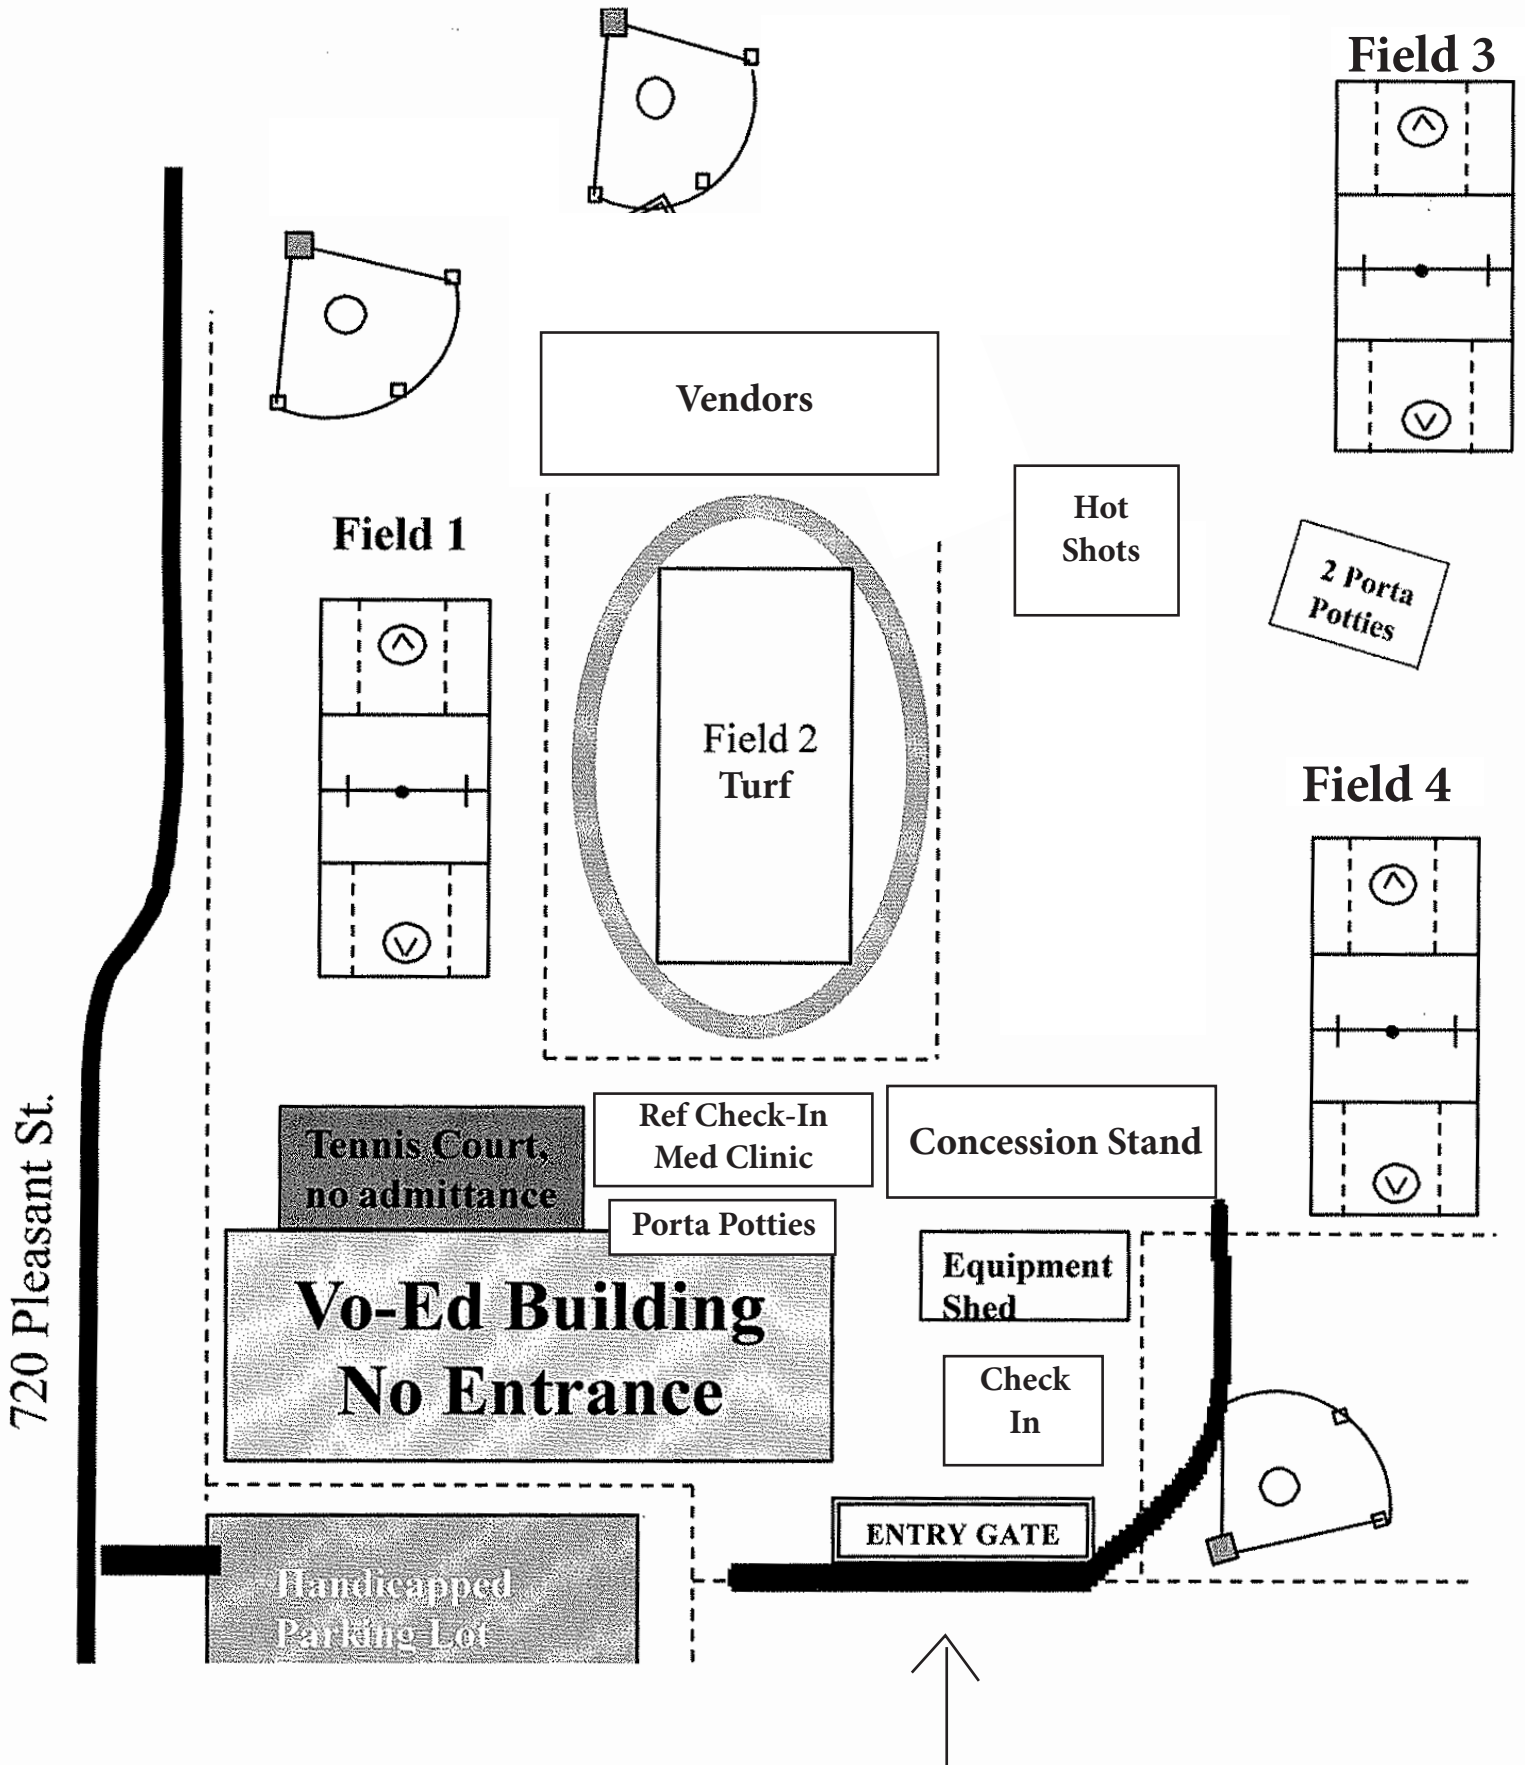 Field 3
Vendors
Hot
Shots
Field 1
2 Porta
Potties
Field 2
Turf
Field 4
720 Pleasant St.
Tennis Court,
no admittance
Ref Check-In
Med Clinic
Concession Stand
Porta Potties
Equipment
Shed
Vo-Ed Building
No Entrance
Check
In
ENTRY GATE
Handicapped
Parking Lot